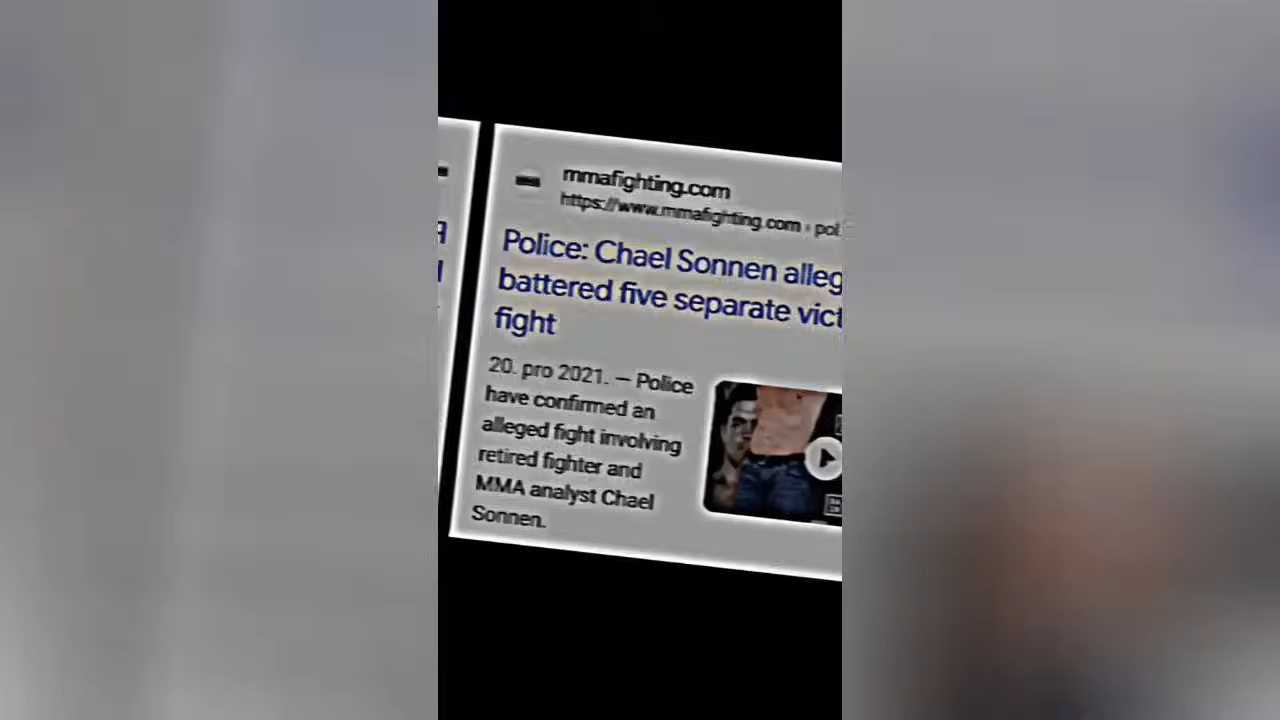 mmafighting.com
https://www.mmafighting.com › pol
Police: Chael Sonnen alleg
battered five separate vict
fight
20. pro 2021. — Police
have confirmed an
alleged fight involving
retired fighter and
MMA analyst Chael
Sonnen.